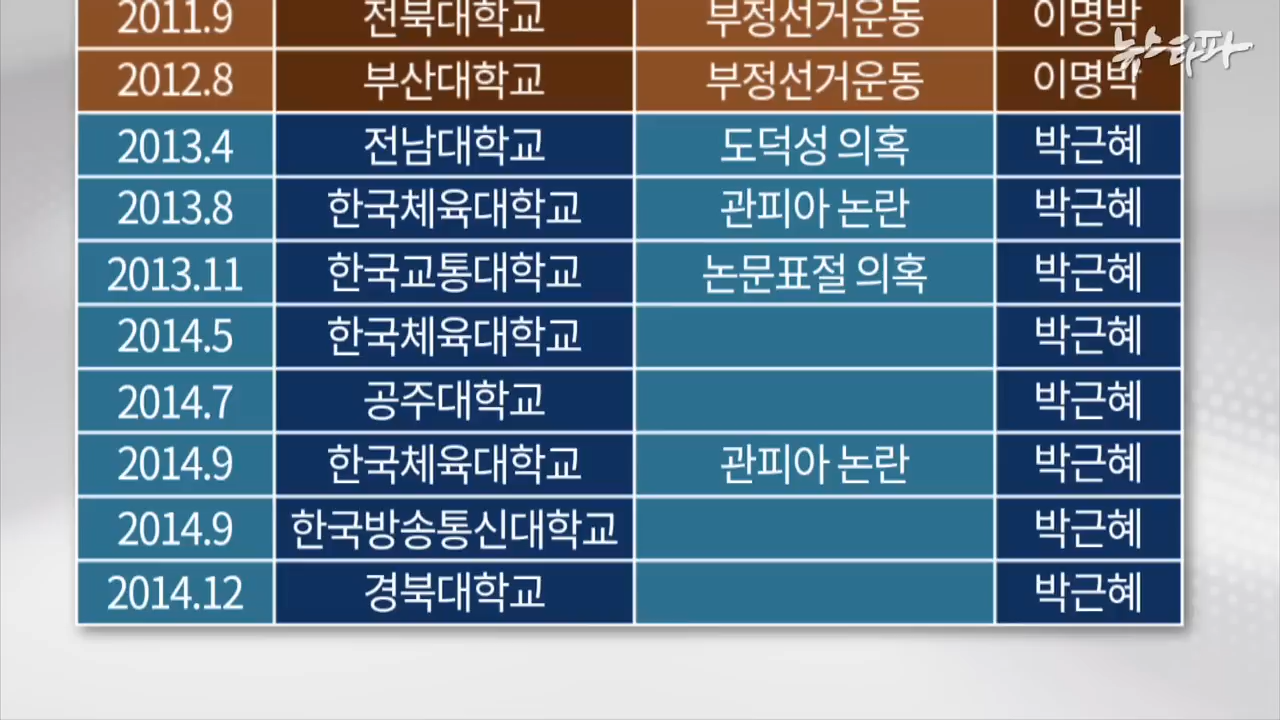 2011.9 전북대학교 부정선거운동 이명박
뉴스타파
2012.8 부산대학교 부정선거운동 이명박
2013.4 전남대학교 도덕성 의혹 박근혜
2013.8 한국체육대학교 관피아 논란 박근혜
2013.11 한국교통대학교 논문표절 의혹 박근혜
2014.5 한국체육대학교 박근혜
2014.7 공주대학교 박근혜
2014.9 한국체육대학교 관피아 논란 박근혜
2014.9 한국방송통신대학교 박근혜
2014.12 경북대학교 박근혜